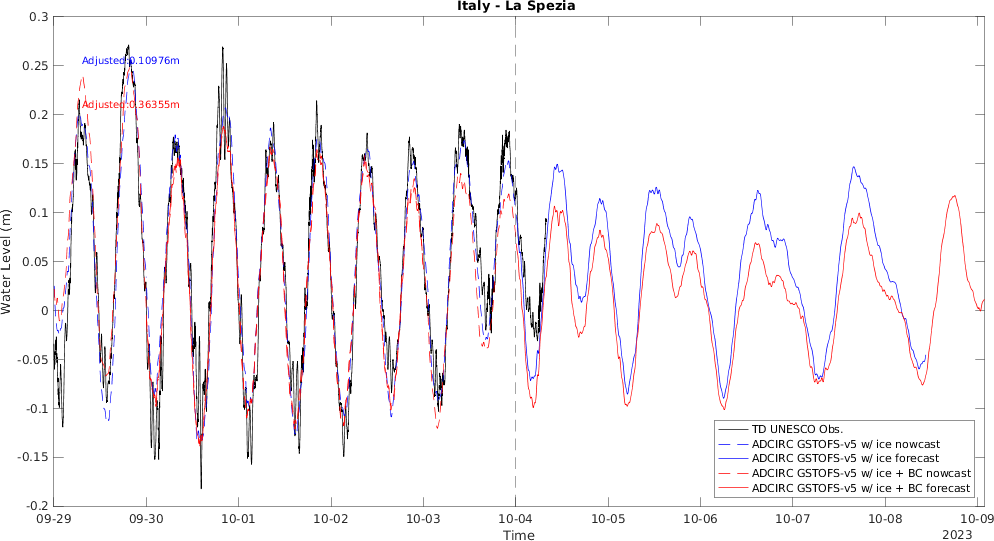 Italy - La Spezia
0.3
0.25
0.2
0.15
0.1
0.05
0
-0.05
-0.1
-0.15
-0.2
Water Level (m)
Adjusted:0.10976m
Adjusted:0.36355m
TD UNESCO Obs.
ADCIRC GSTOFS-v5 w/ ice nowcast
ADCIRC GSTOFS-v5 w/ ice forecast
ADCIRC GSTOFS-v5 w/ ice + BC nowcast
ADCIRC GSTOFS-v5 w/ ice + BC forecast
09-29 09-30 10-01 10-02 10-03 10-04 10-05 10-06 10-07 10-08 10-09
Time
2023